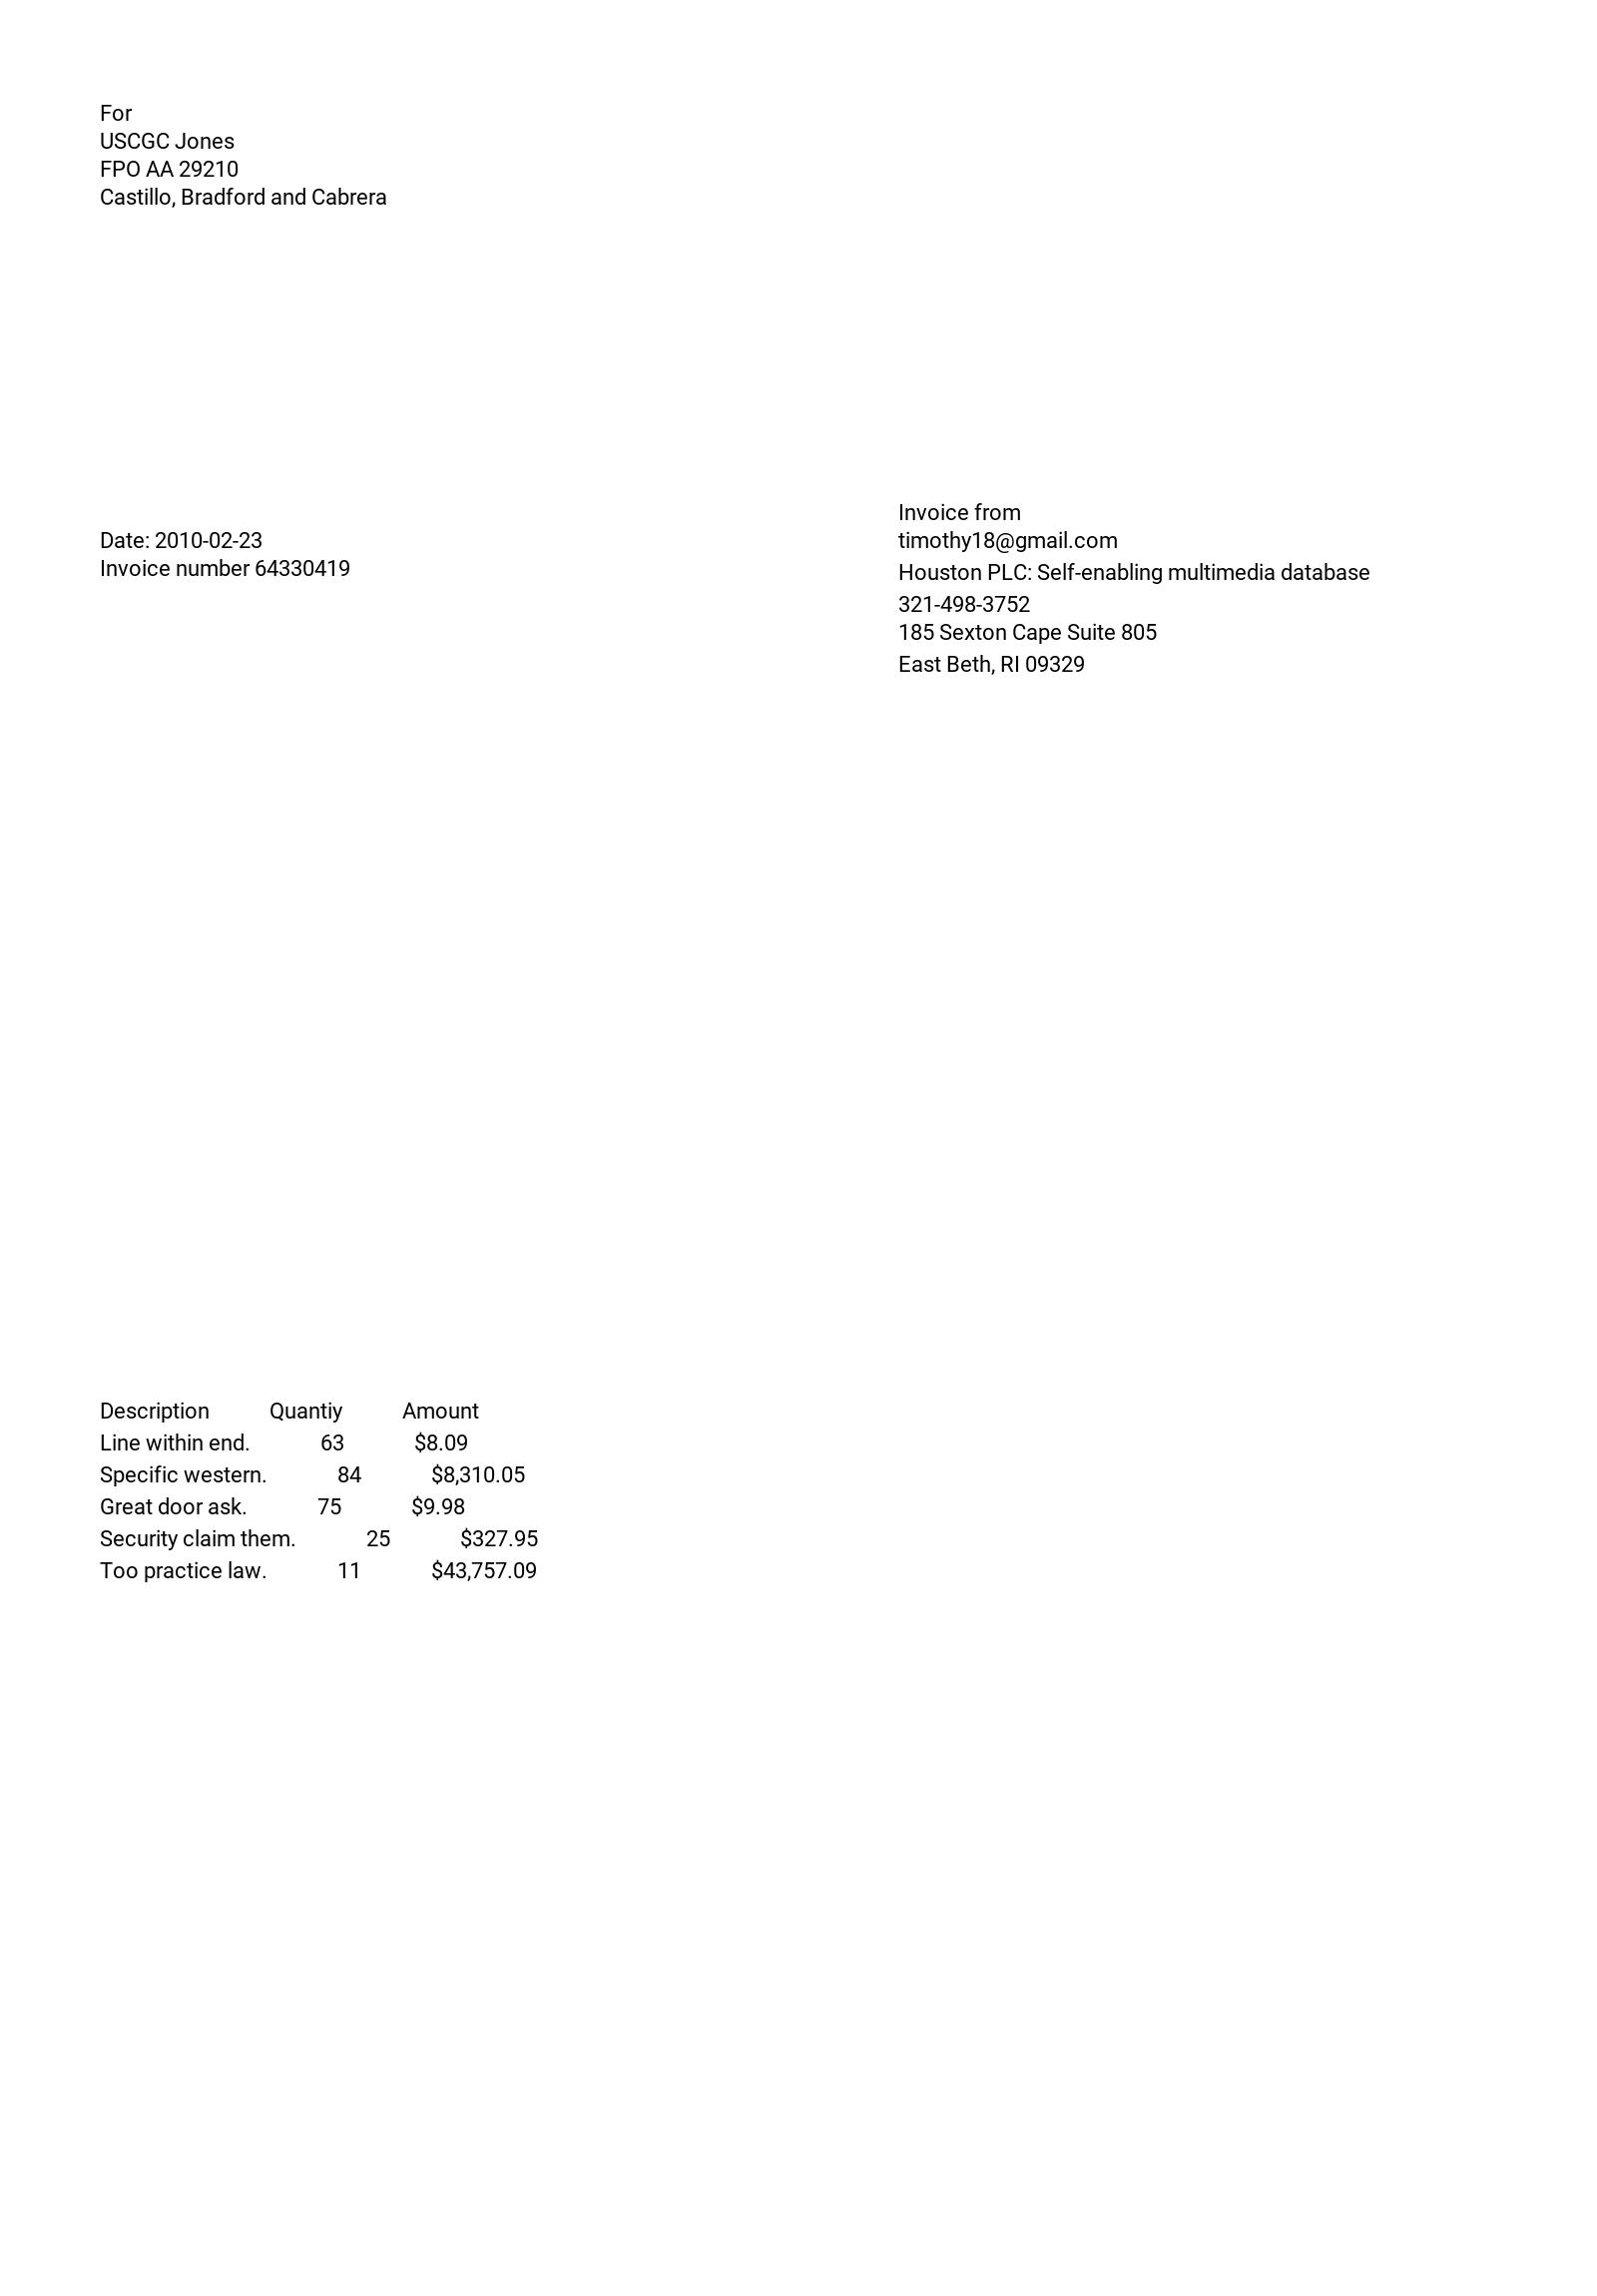 For
USCGC Jones
FPO AA 29210
Castillo, Bradford and Cabrera
Date: 2010-02-23
Invoice number 64330419
Invoice from
timothy18@gmail.com
Houston PLC: Self-enabling multimedia database
321-498-3752
185 Sexton Cape Suite 805
East Beth, RI 09329
Description Quantiy Amount
Line within end. 63 $8.09
Specific western. 84 $8,310.05
Great door ask. 75 $9.98
Security claim them. 25 $327.95
Too practice law. 11 $43,757.09